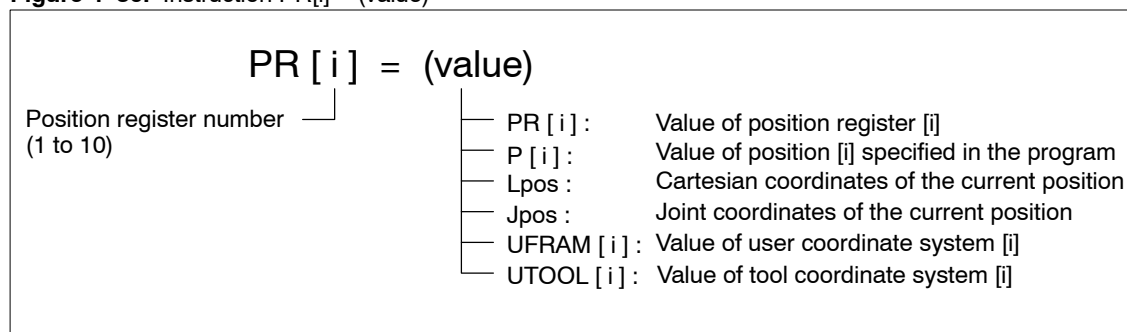 PR [ i ] = (value)
Position register number
(1 to 10)
PR [ i ] : Value of position register [i]
P [ i ] : Value of position [i] specified in the program
Lpos : Cartesian coordinates of the current position
Jpos : Joint coordinates of the current position
UFRAM [ i ] : Value of user coordinate system [i]
UTOOL [ i ] : Value of tool coordinate system [i]